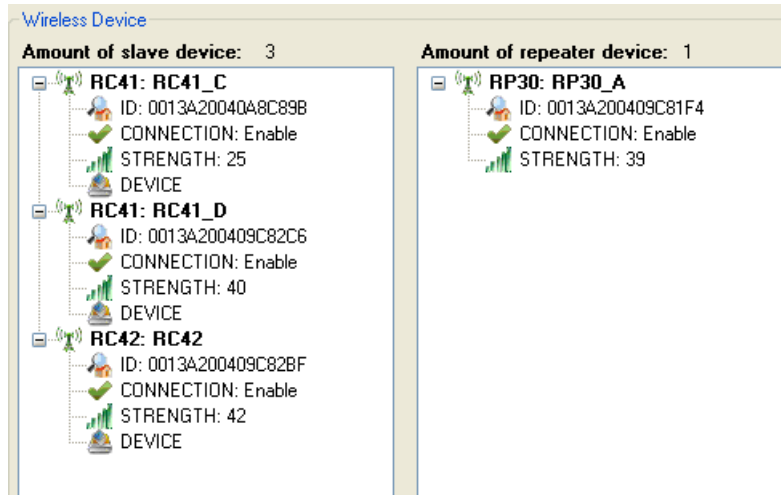 Wireless Device
Amount of slave device: 3
RC41: RC41_C
ID: 0013A20040A8C89B
CONNECTION: Enable
STRENGTH: 25
DEVICE
RC41: RC41_D
ID: 0013A200409C82C6
CONNECTION: Enable
STRENGTH: 40
DEVICE
RC42: RC42
ID: 0013A200409C82BF
CONNECTION: Enable
STRENGTH: 42
DEVICE
Amount of repeater device: 1
RP30: RP30_A
ID: 0013A200409C81F4
CONNECTION: Enable
STRENGTH: 39